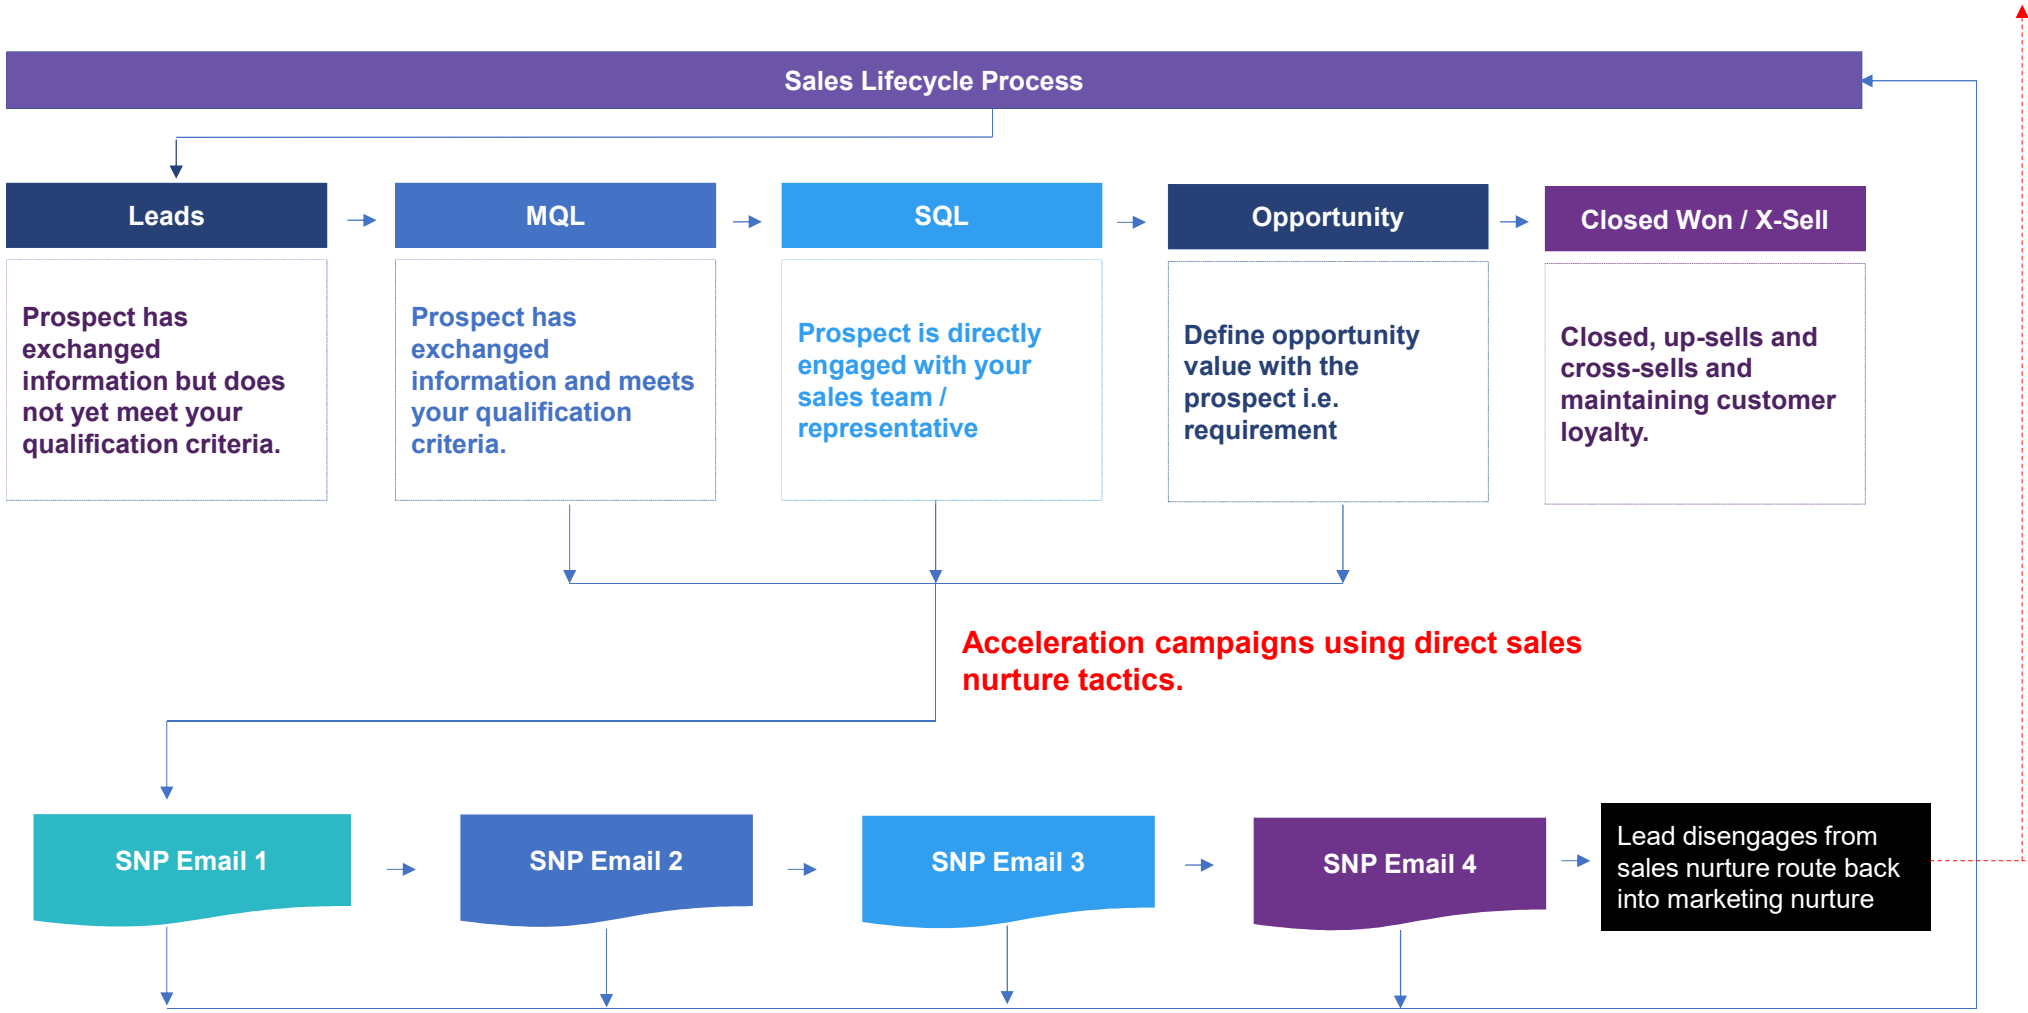 Sales Lifecycle Process
Leads
MQL
SQL
Opportunity
Closed Won / X-Sell
Prospect has
exchanged
information but does
not yet meet your
qualification criteria.
Prospect has
exchanged
information and meets
your qualification
criteria.
Prospect is directly
engaged with your
sales team /
representative
Define opportunity
value with the
prospect i.e.
requirement
Closed, up-sells and
cross-sells and
maintaining customer
loyalty.
Acceleration campaigns using direct sales
nurture tactics.
SNP Email 1
SNP Email 2
SNP Email 3
SNP Email 4
Lead disengages from
sales nurture route back
into marketing nurture